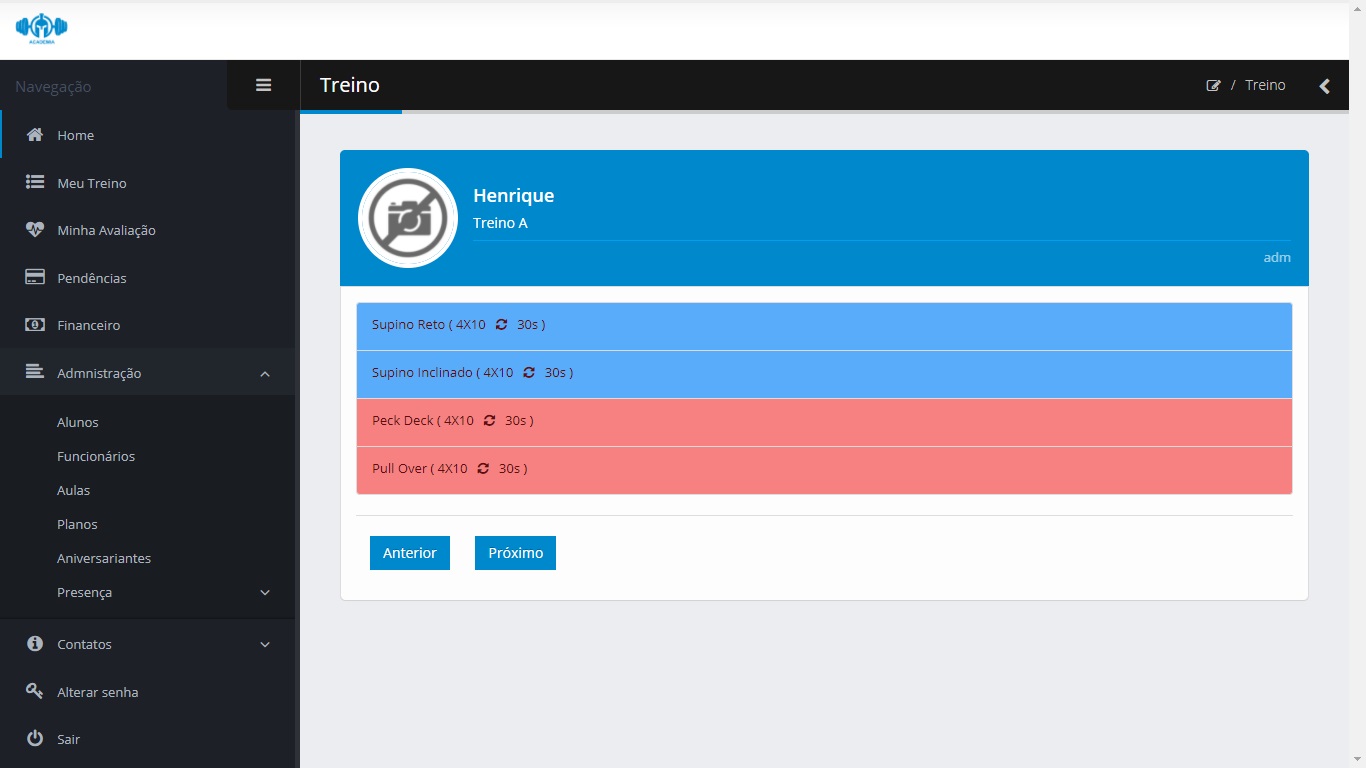 ACADEMIA
Navegação
Treino
/ Treino
Home
Meu Treino
Minha Avaliação
Pendências
Financeiro
Admnistração
Alunos
Funcionários
Aulas
Planos
Aniversariantes
Presença
Contatos
Alterar senha
Sair
Henrique
Treino A
adm
Supino Reto ( 4X10 30s )
Supino Inclinado ( 4X10 30s )
Peck Deck ( 4X10 30s )
Pull Over ( 4X10 30s )
Anterior
Próximo